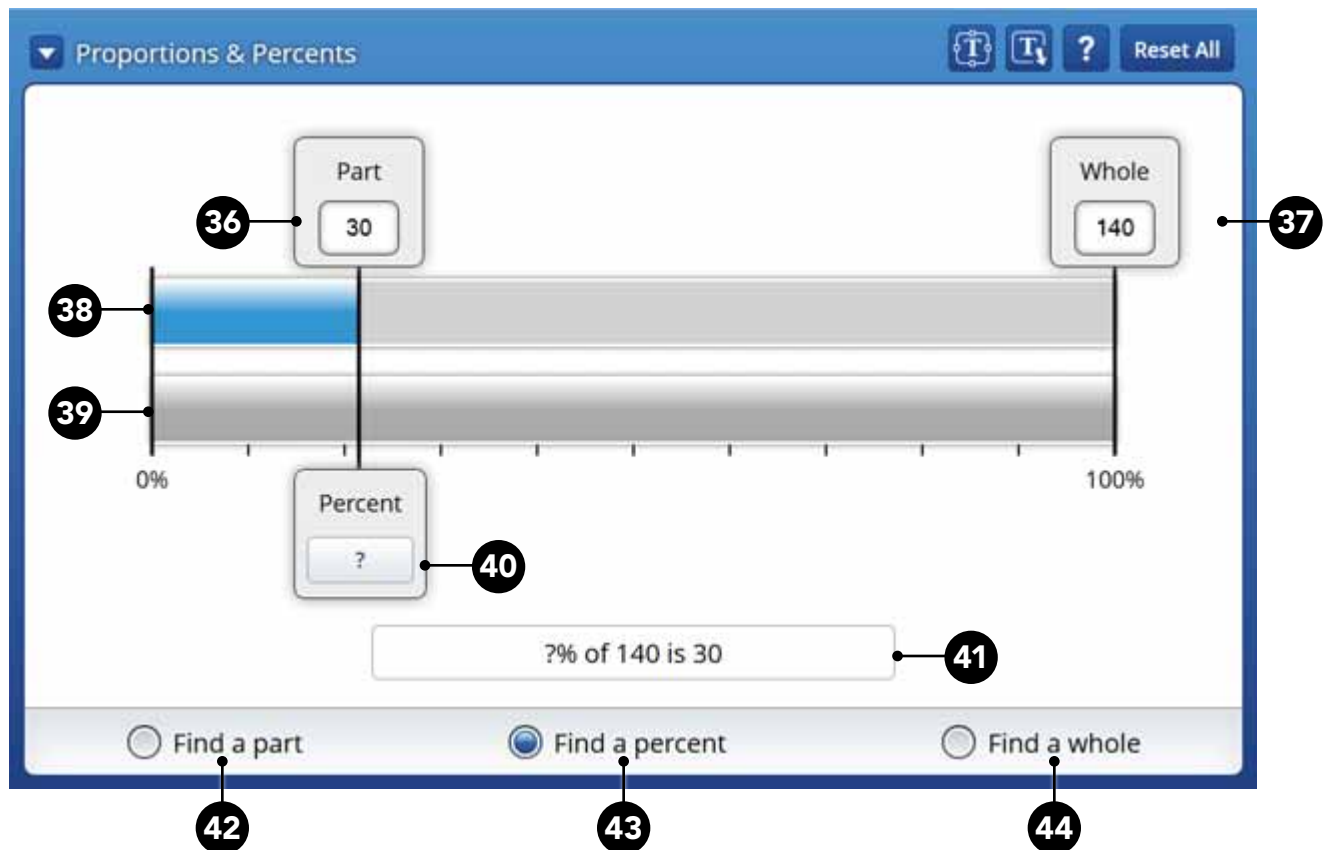 Proportions & Percents
T T ? Reset All
Part
Whole
36 30 140 37
38
39
0% 100%
Percent
? 40
?% of 140 is 30 41
Find a part Find a percent Find a whole
42 43 44